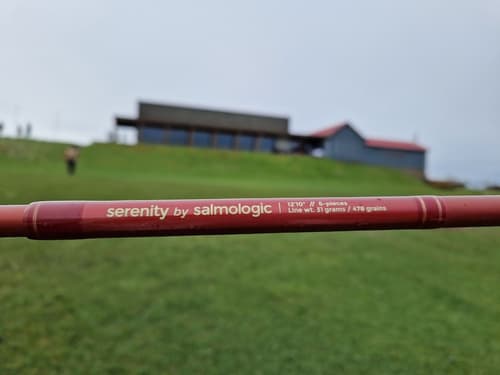 serenity by salmologic | 12'10" // 6-pieces
Line wt. 31 grams / 478 grains